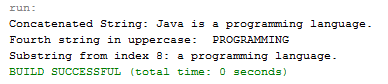 run:
Concatenated String: Java is a programming language.
Fourth string in uppercase:  PROGRAMMING
Substring from index 8: a programming language.
BUILD SUCCESSFUL (total time: 0 seconds)